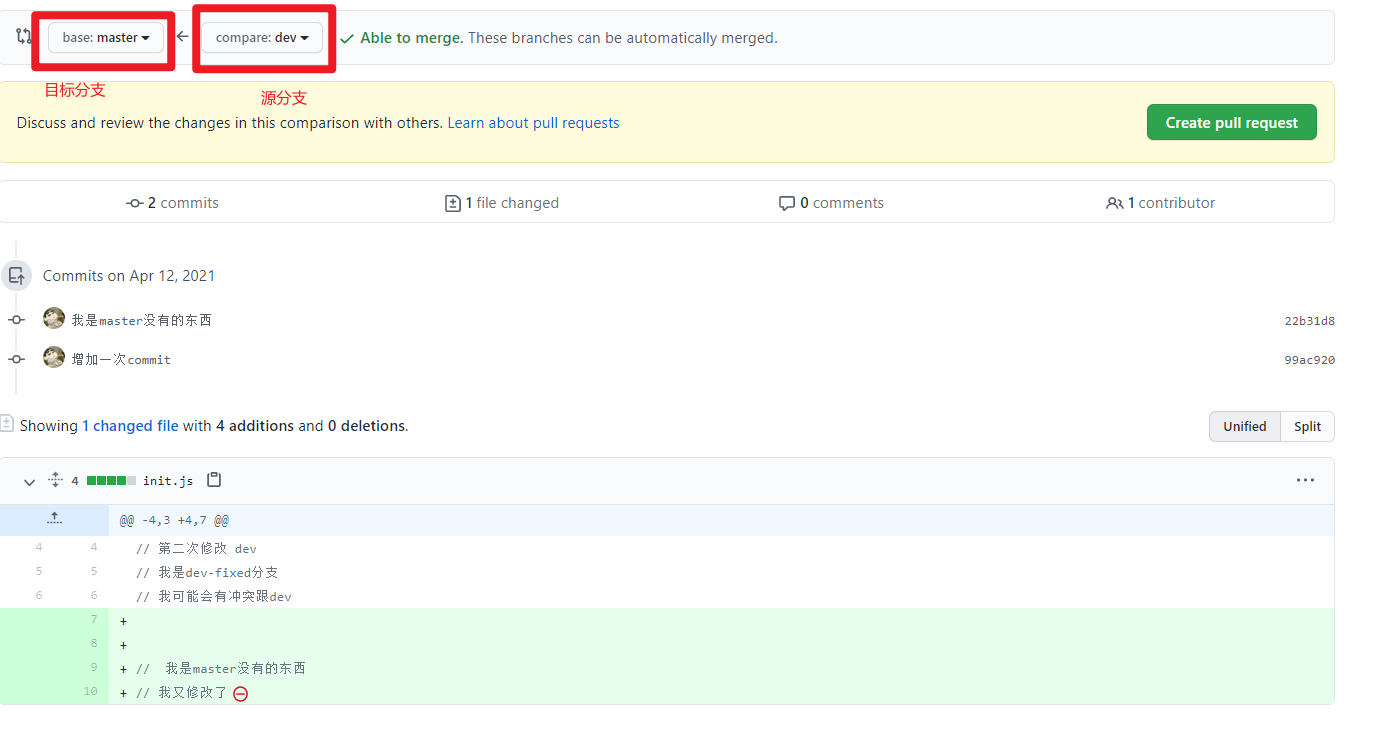 base: master compare: dev Able to merge. These branches can be automatically merged.
目标分支 源分支
Discuss and review the changes in this comparison with others. Learn about pull requests Create pull request
2 commits 1 file changed 0 comments 1 contributor
Commits on Apr 12, 2021
我是master没有的东西 22b31d8
增加一次commit 99ac920
Showing 1 changed file with 4 additions and 0 deletions. Unified Split
4 init.js
@@ -4,3 +4,7 @@
4 4 // 第二次修改 dev
5 5 // 我是dev-fixed分支
6 6 // 我可能会有冲突跟dev
7 +
8 +
9 + // 我是master没有的东西
10 + // 我又修改了